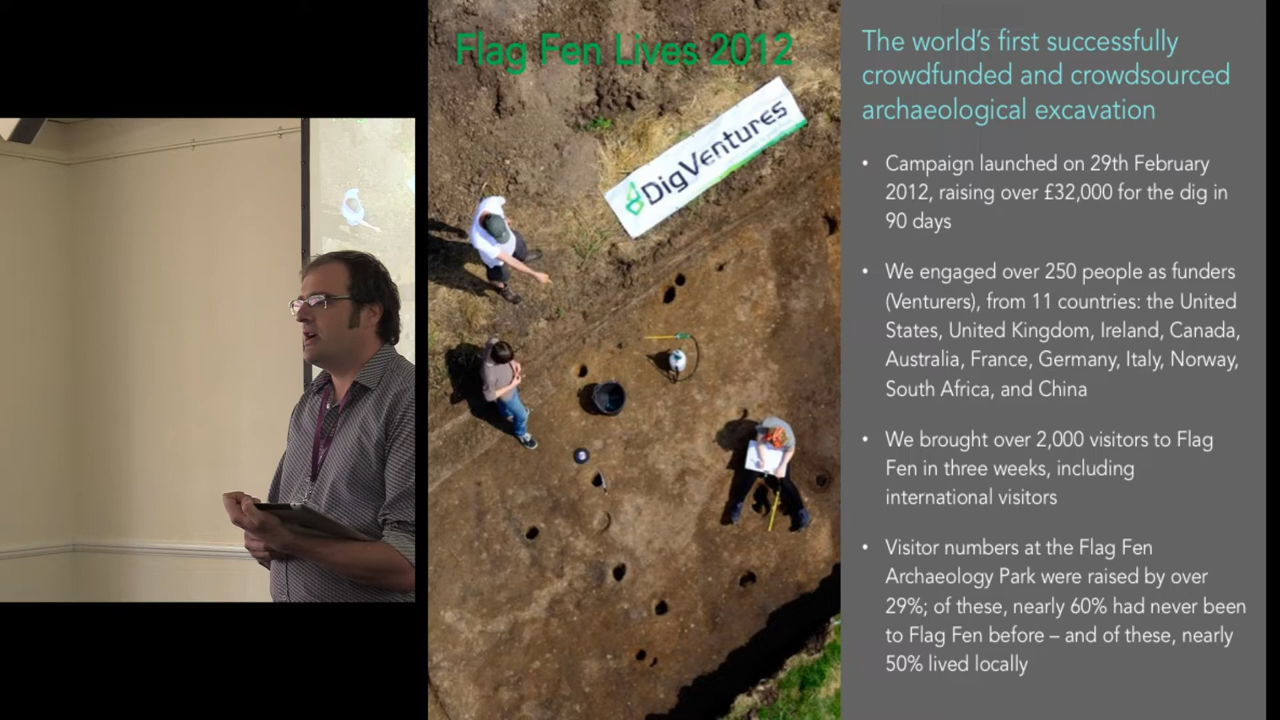 Flag Fen Lives 2012
DigVentures
The world's first successfully
crowdfunded and crowdsourced
archaeological excavation
• Campaign launched on 29th February
2012, raising over £32,000 for the dig in
90 days
• We engaged over 250 people as funders
(Venturers), from 11 countries: the United
States, United Kingdom, Ireland, Canada,
Australia, France, Germany, Italy, Norway,
South Africa, and China
• We brought over 2,000 visitors to Flag
Fen in three weeks, including
international visitors
• Visitor numbers at the Flag Fen
Archaeology Park were raised by over
29%; of these, nearly 60% had never been
to Flag Fen before – and of these, nearly
50% lived locally